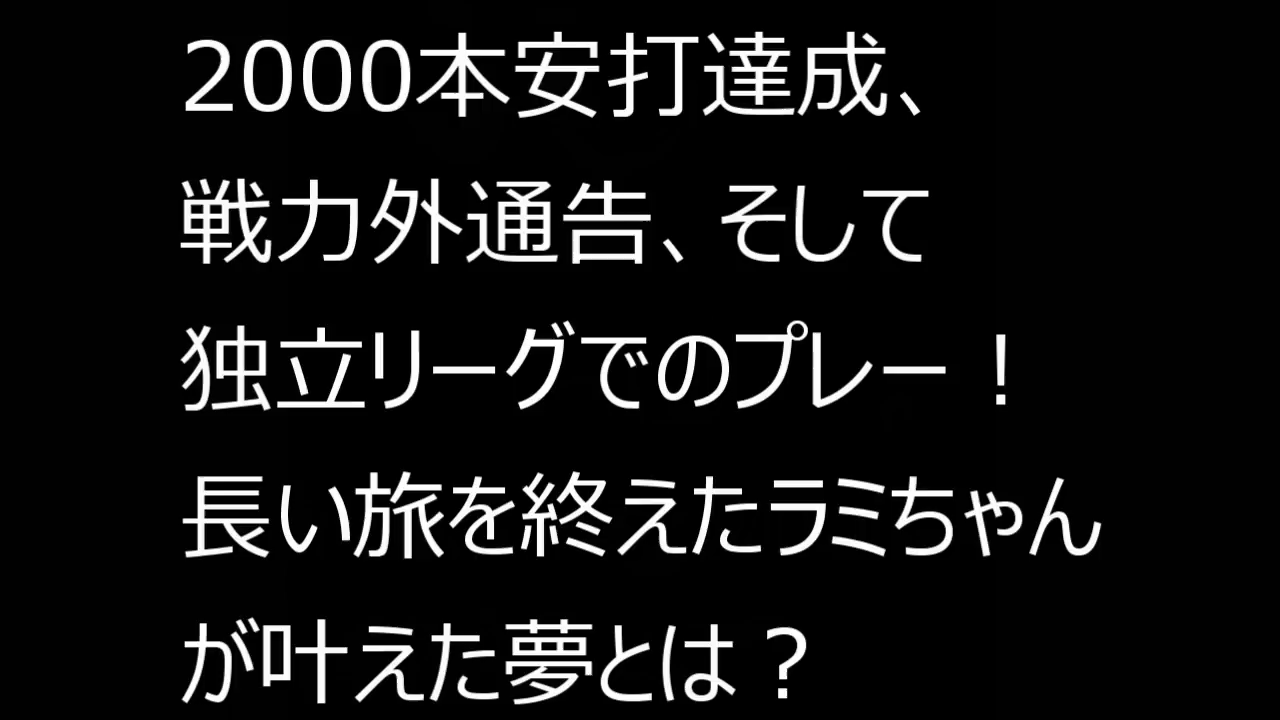 2000本安打達成、
戦力外通告、そして
独立リーグでのプレー！
長い旅を終えたラミちゃん
が叶えた夢とは？